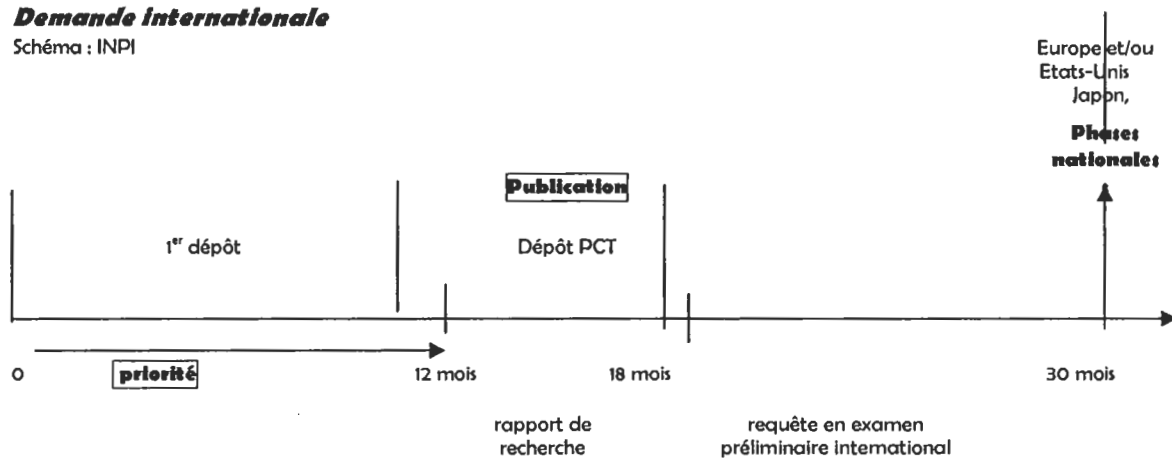 Demande internationale
Schéma : INPI
Europe et/ou
Etats-Unis
Japon,
Phases
nationales
Publication
1er dépôt
Dépôt PCT
0
priorité
12 mois
18 mois
30 mois
rapport de
recherche
requête en examen
préliminaire international